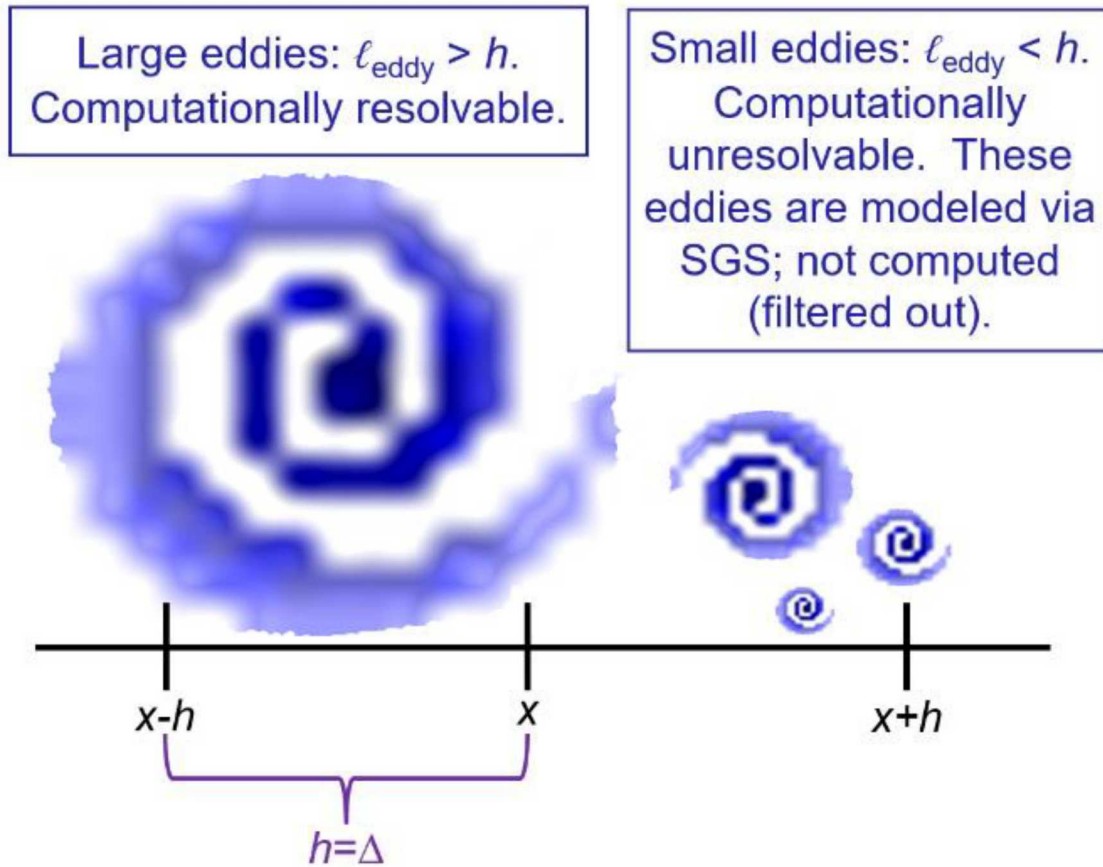 Large eddies: ℓeddy > h.
Computationally resolvable.
Small eddies: ℓeddy < h.
Computationally
unresolvable. These
eddies are modeled via
SGS; not computed
(filtered out).
x-h
x
x+h
h=Δ